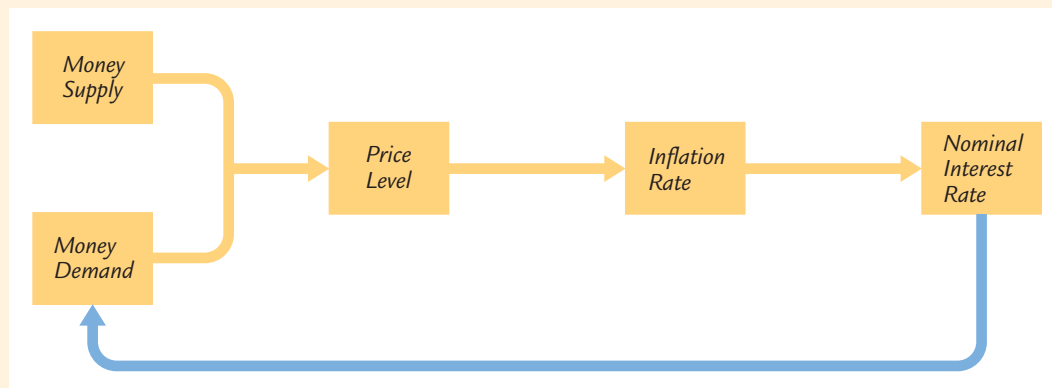 Money
Supply
Price
Level
Inflation
Rate
Nominal
Interest
Rate
Money
Demand